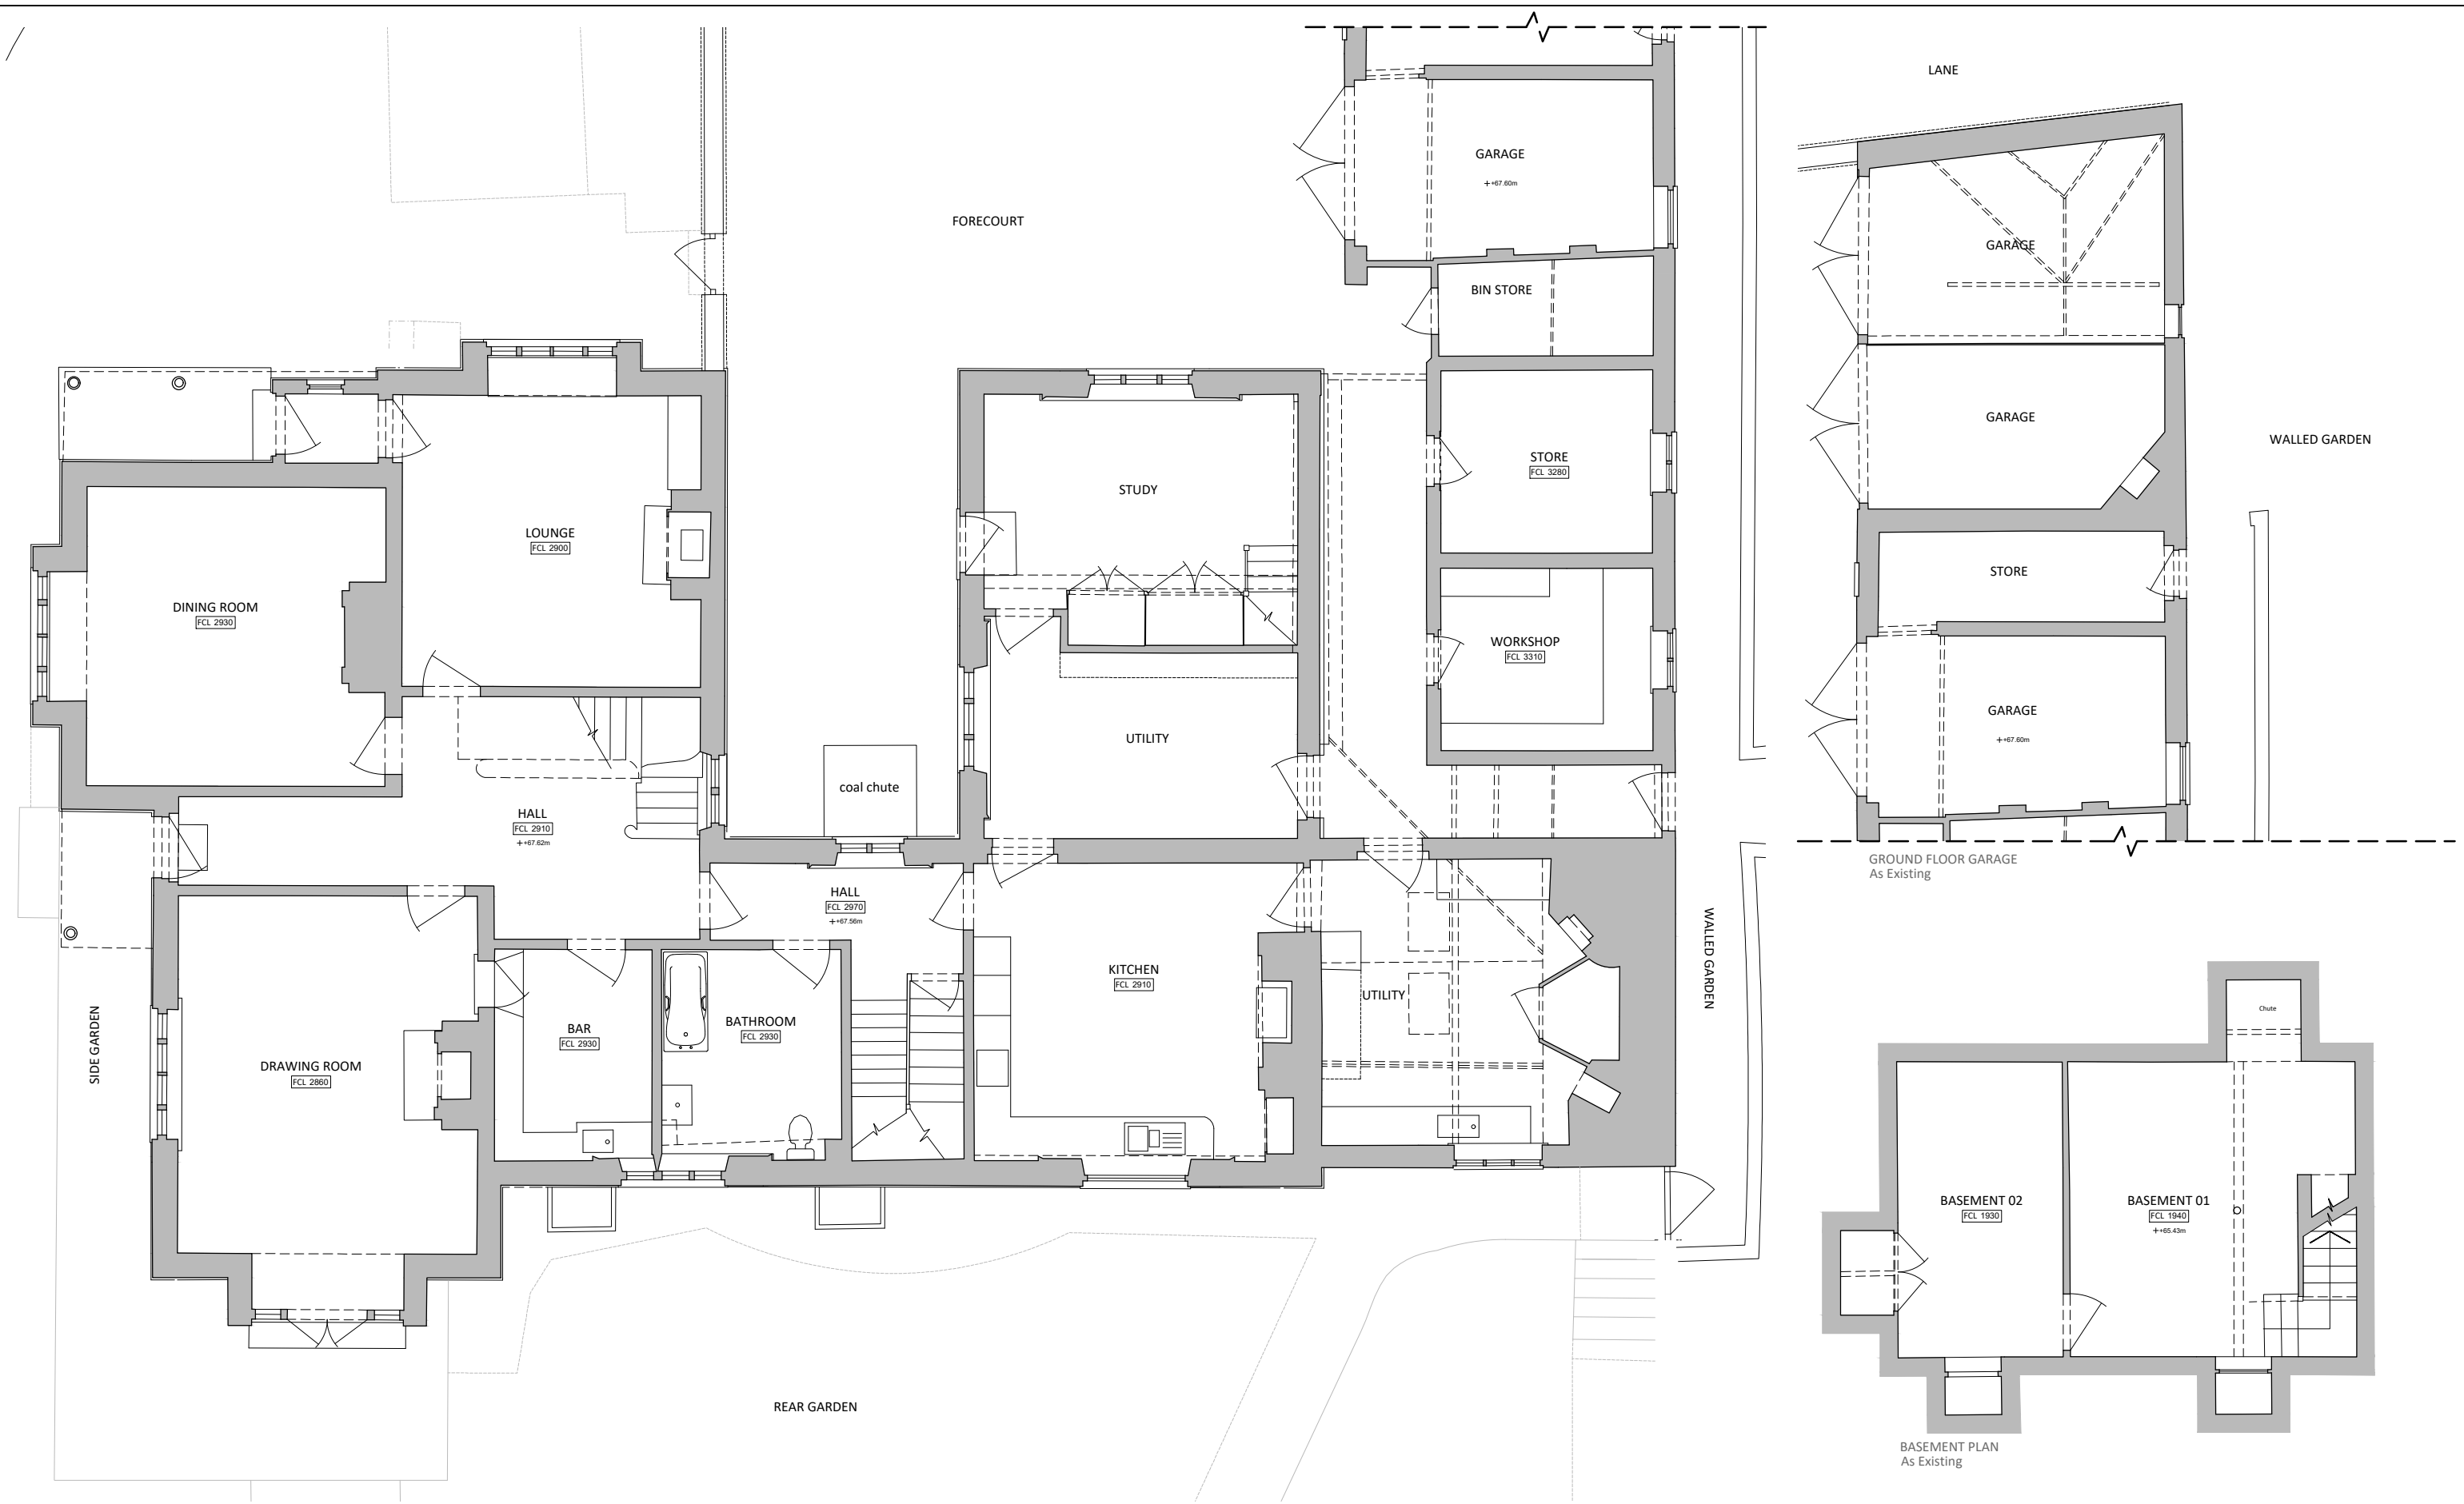 LANE
GARAGE
++67.60m
FORECOURT
BIN STORE
GARAGE
GARAGE
WALLED GARDEN
STORE
FCL 3280
STUDY
LOUNGE
FCL 2900
STORE
DINING ROOM
FCL 2930
WORKSHOP
FCL 3310
GARAGE
++67.60m
UTILITY
coal chute
HALL
FCL 2910
++67.62m
GROUND FLOOR GARAGE
As Existing
HALL
FCL 2970
++67.56m
WALLED GARDEN
KITCHEN
FCL 2910
UTILITY
Chute
SIDE GARDEN
BAR
FCL 2930
BATHROOM
FCL 2930
DRAWING ROOM
FCL 2860
BASEMENT 02
FCL 1930
BASEMENT 01
FCL 1940
++65.43m
REAR GARDEN
BASEMENT PLAN
As Existing